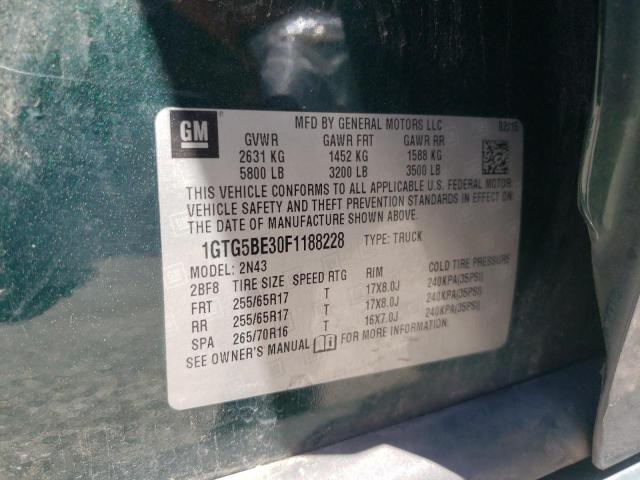 GM
MFD BY GENERAL MOTORS LLC 02/15
GVWR GAWR FRT GAWR RR
2631 KG 1452 KG 1588 KG
5800 LB 3200 LB 3500 LB
THIS VEHICLE CONFORMS TO ALL APPLICABLE U.S. FEDERAL MOTOR
VEHICLE SAFETY AND THEFT PREVENTION STANDARDS IN EFFECT ON
THE DATE OF MANUFACTURE SHOWN ABOVE.
1GTG5BE30F1188228 TYPE: TRUCK
MODEL: 2N43
2BF8 TIRE SIZE SPEED RTG RIM COLD TIRE PRESSURE
FRT 255/65R17 T 17X8.0J 240KPA(35PSI)
RR 255/65R17 T 17X8.0J 240KPA(35PSI)
SPA 265/70R16 T 16X7.0J 240KPA(35PSI)
SEE OWNER'S MANUAL FOR MORE INFORMATION.